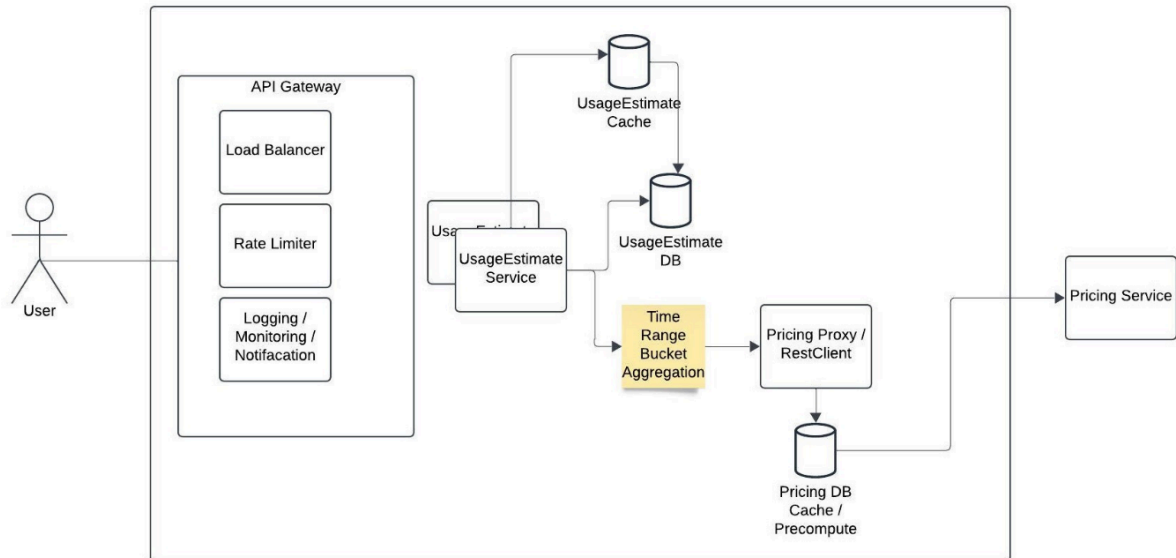 API Gateway
Load Balancer
Rate Limiter
Logging /
Monitoring /
Notifacation
User
UsageEstimate
Service
UsageEstimate
Cache
UsageEstimate
DB
Time
Range
Bucket
Aggregation
Pricing Proxy /
RestClient
Pricing DB
Cache /
Precompute
Pricing Service